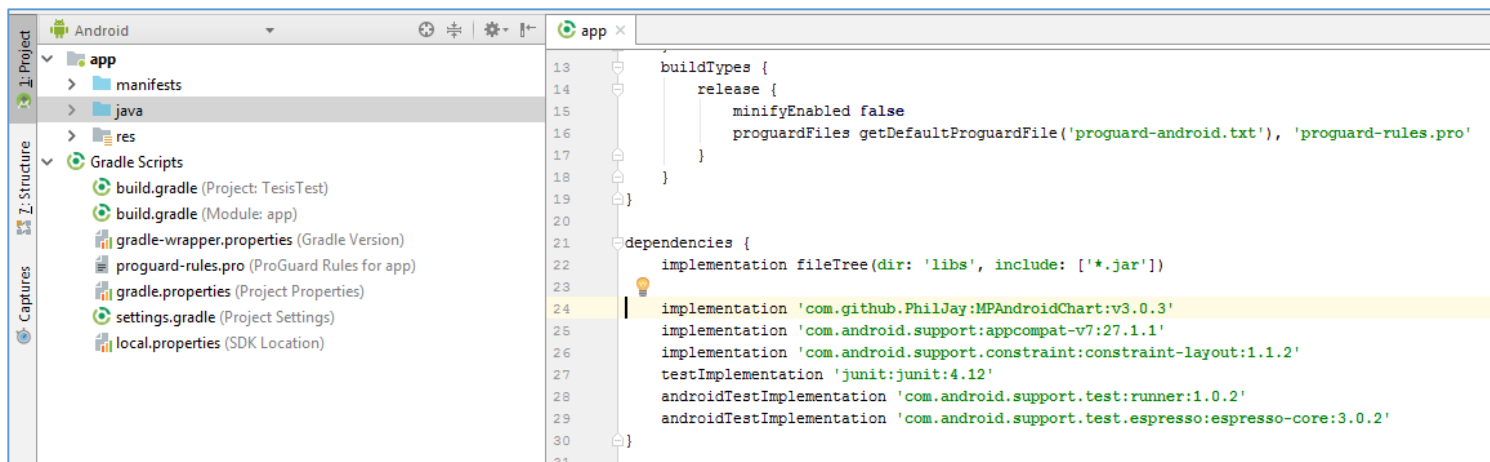 1: Project
7: Structure
Captures
Android
app
manifests
java
res
Gradle Scripts
build.gradle (Project: TesisTest)
build.gradle (Module: app)
gradle-wrapper.properties (Gradle Version)
proguard-rules.pro (ProGuard Rules for app)
gradle.properties (Project Properties)
settings.gradle (Project Settings)
local.properties (SDK Location)
app
13 buildTypes {
14 release {
15 minifyEnabled false
16 proguardFiles getDefaultProguardFile('proguard-android.txt'), 'proguard-rules.pro'
17 }
18 }
19 }
20
21 dependencies {
22 implementation fileTree(dir: 'libs', include: ['*.jar'])
23
24 implementation 'com.github.PhilJay:MPAndroidChart:v3.0.3'
25 implementation 'com.android.support:appcompat-v7:27.1.1'
26 implementation 'com.android.support.constraint:constraint-layout:1.1.2'
27 testImplementation 'junit:junit:4.12'
28 androidTestImplementation 'com.android.support.test:runner:1.0.2'
29 androidTestImplementation 'com.android.support.test.espresso:espresso-core:3.0.2'
30 }